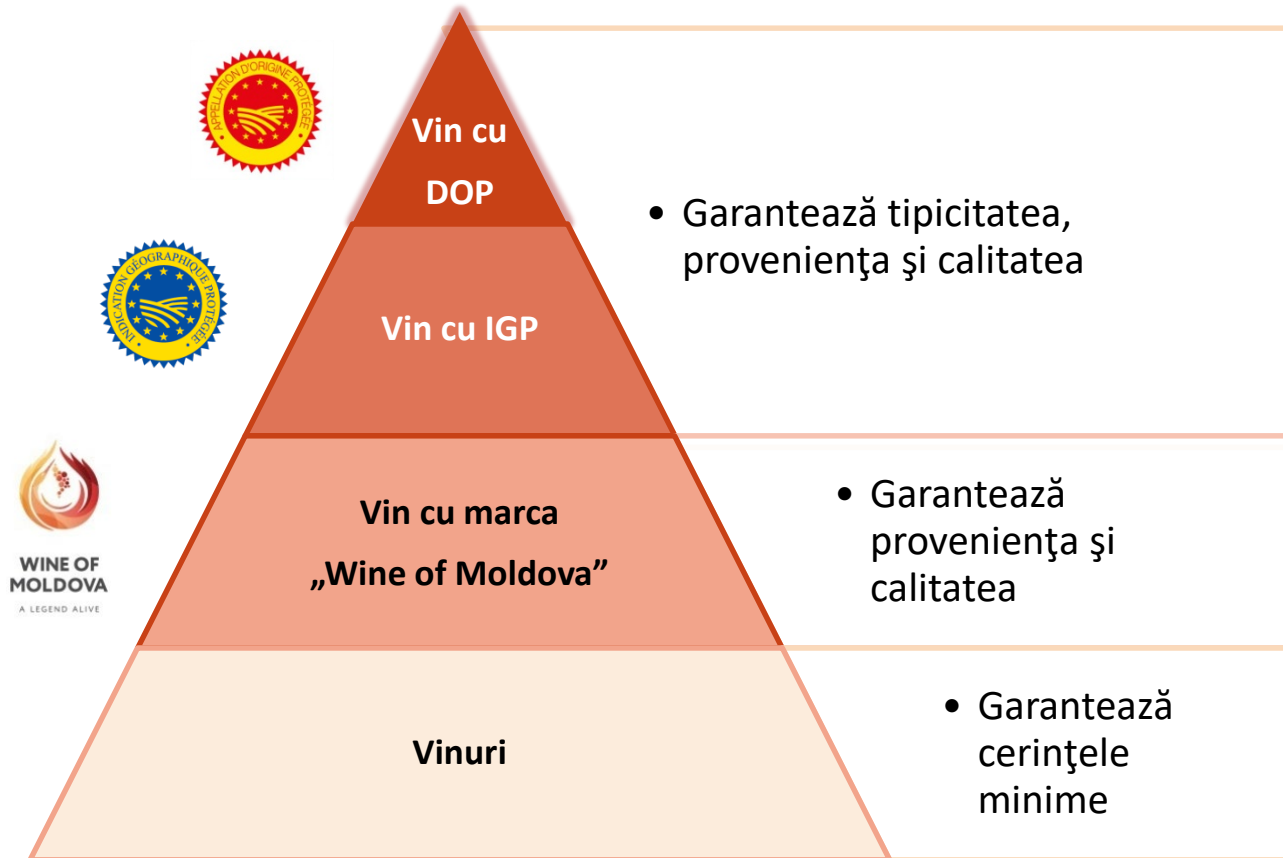 APPELLATION D'ORIGINE PROTÉGÉE
Vin cu
DOP
• Garantează tipicitatea,
provenienţa şi calitatea
INDICATION GÉOGRAPHIQUE PROTÉGÉE
Vin cu IGP
WINE OF
MOLDOVA
A LEGEND ALIVE
Vin cu marca
„Wine of Moldova”
• Garantează
provenienţa şi
calitatea
Vinuri
• Garantează
cerinţele
minime